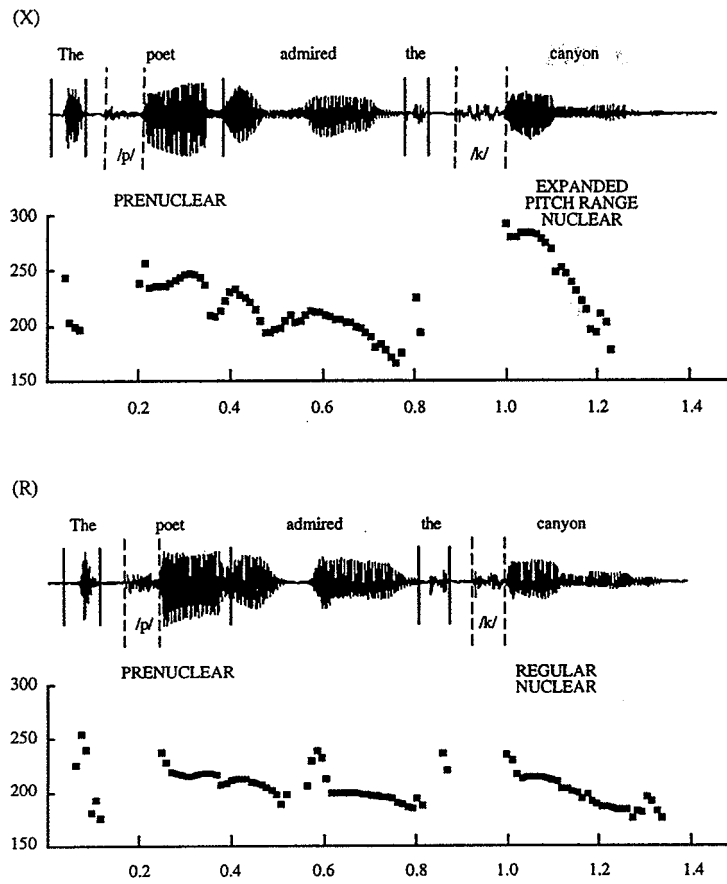 (X)
The poet admired the canyon
/p/ /k/
PRENUCLEAR
EXPANDED
PITCH RANGE
NUCLEAR
300
250
200
150
0.2 0.4 0.6 0.8 1.0 1.2 1.4
(R)
The poet admired the canyon
/p/ /k/
PRENUCLEAR
REGULAR
NUCLEAR
300
250
200
150
0.2 0.4 0.6 0.8 1.0 1.2 1.4